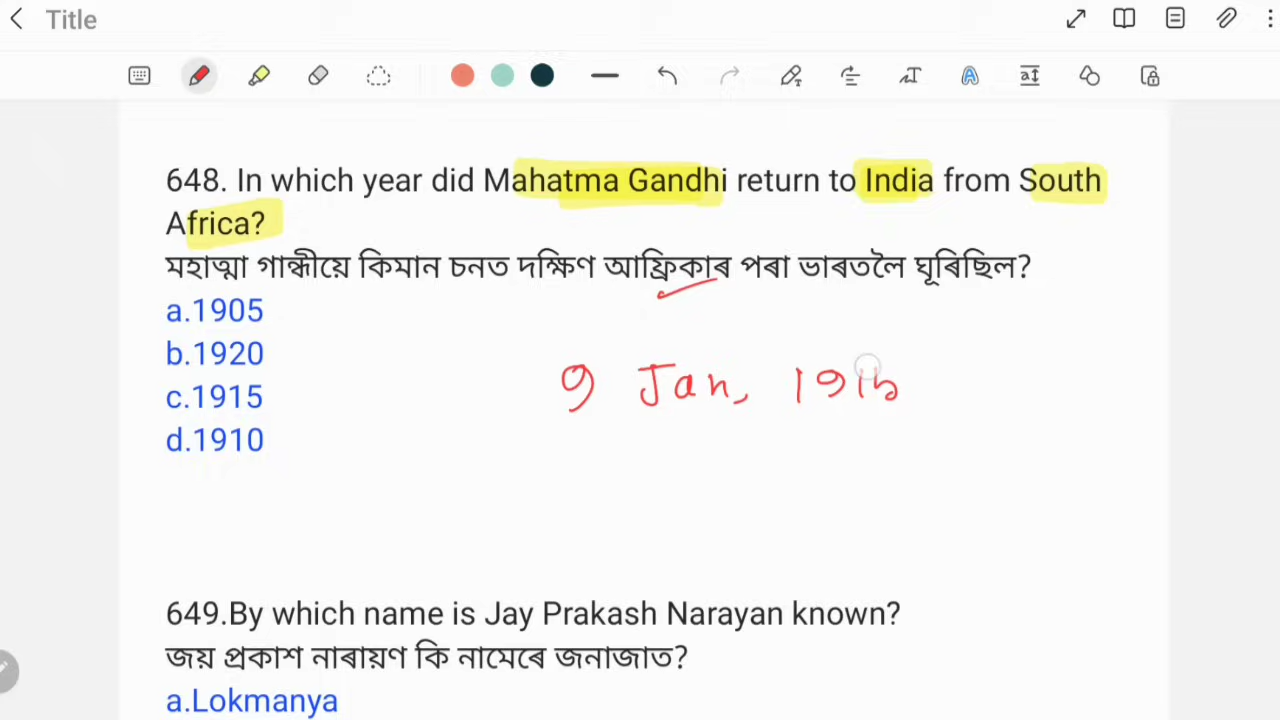 Title
648. In which year did Mahatma Gandhi return to India from South
Africa?
মহাত্মা গান্ধীয়ে কিমান চনত দক্ষিণ আফ্ৰিকাৰ পৰা ভাৰতলৈ ঘূৰিছিল?
a.1905
b.1920
9 Jan, 1915
c.1915
d.1910
649.By which name is Jay Prakash Narayan known?
জয় প্ৰকাশ নাৰায়ণ কি নামেৰে জনাজাত?
a.Lokmanya